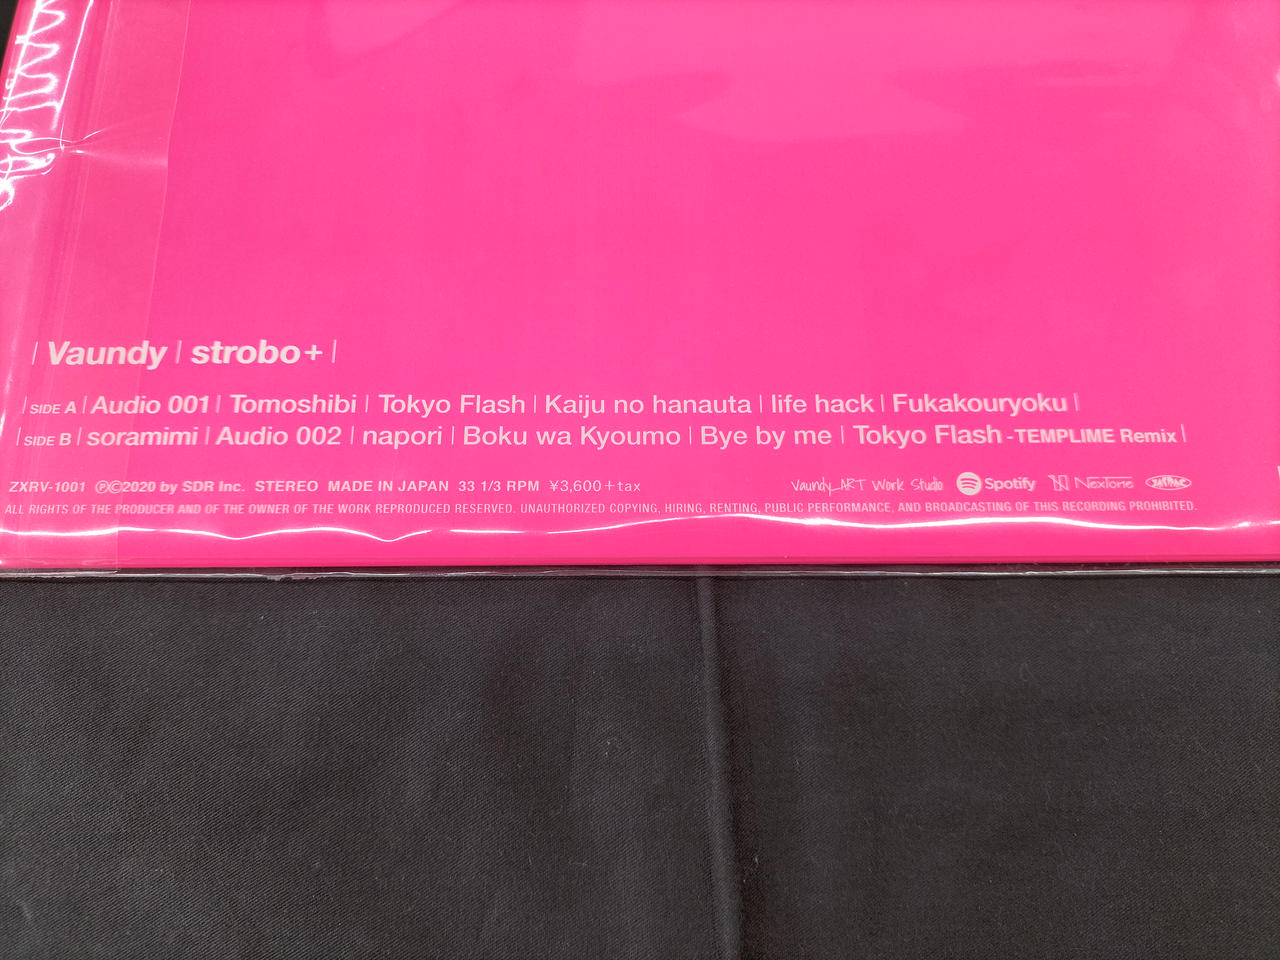 | Vaundy | strobo+ |
| SIDE A | Audio 001 | Tomoshibi | Tokyo Flash | Kaiju no hanauta | life hack | Fukakouryoku |
| SIDE B | soramimi | Audio 002 | napori | Boku wa Kyoumo | Bye by me | Tokyo Flash -TEMPLIME Remix |
ZXRV-1001 ℗©2020 by SDR Inc. STEREO MADE IN JAPAN 33 1/3 RPM ¥3,600+tax Vaundy_ART Work Studio Spotify NexTone JASRAC
ALL RIGHTS OF THE PRODUCER AND OF THE OWNER OF THE WORK REPRODUCED RESERVED. UNAUTHORIZED COPYING, HIRING, RENTING, PUBLIC PERFORMANCE, AND BROADCASTING OF THIS RECORDING PROHIBITED.